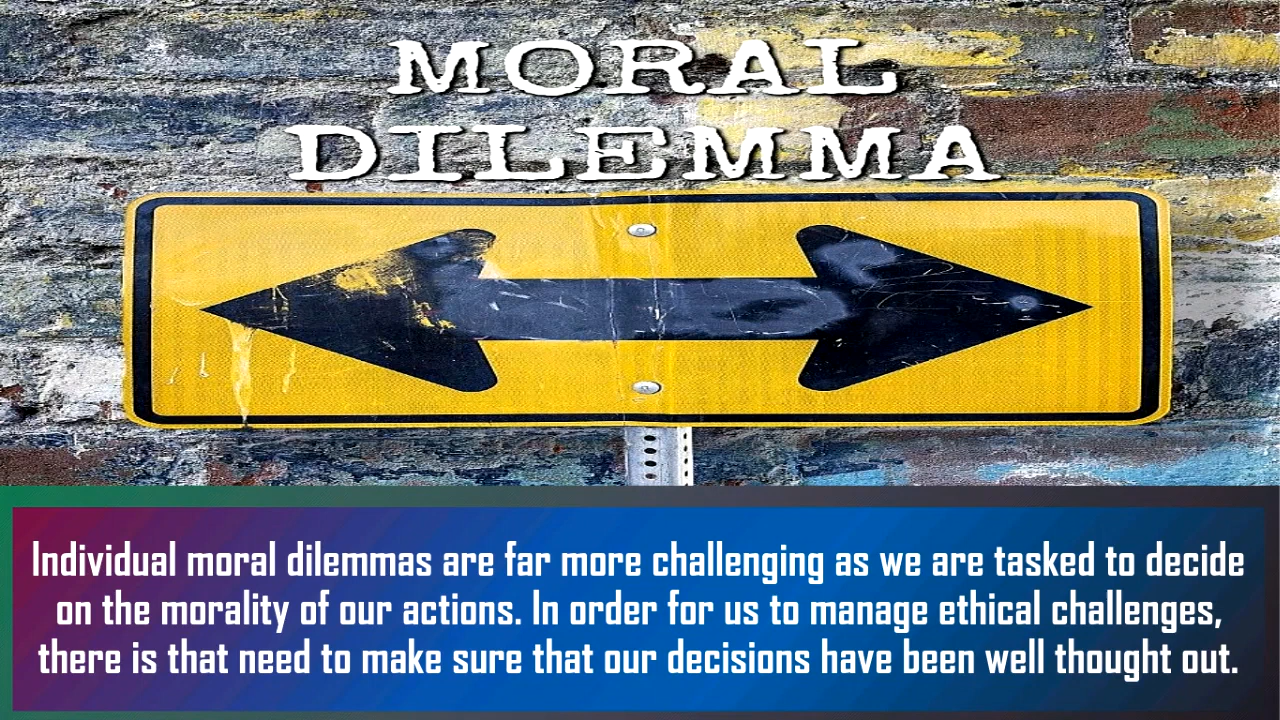 MORAL
DILEMMA
Individual moral dilemmas are far more challenging as we are tasked to decide
on the morality of our actions. In order for us to manage ethical challenges,
there is that need to make sure that our decisions have been well thought out.